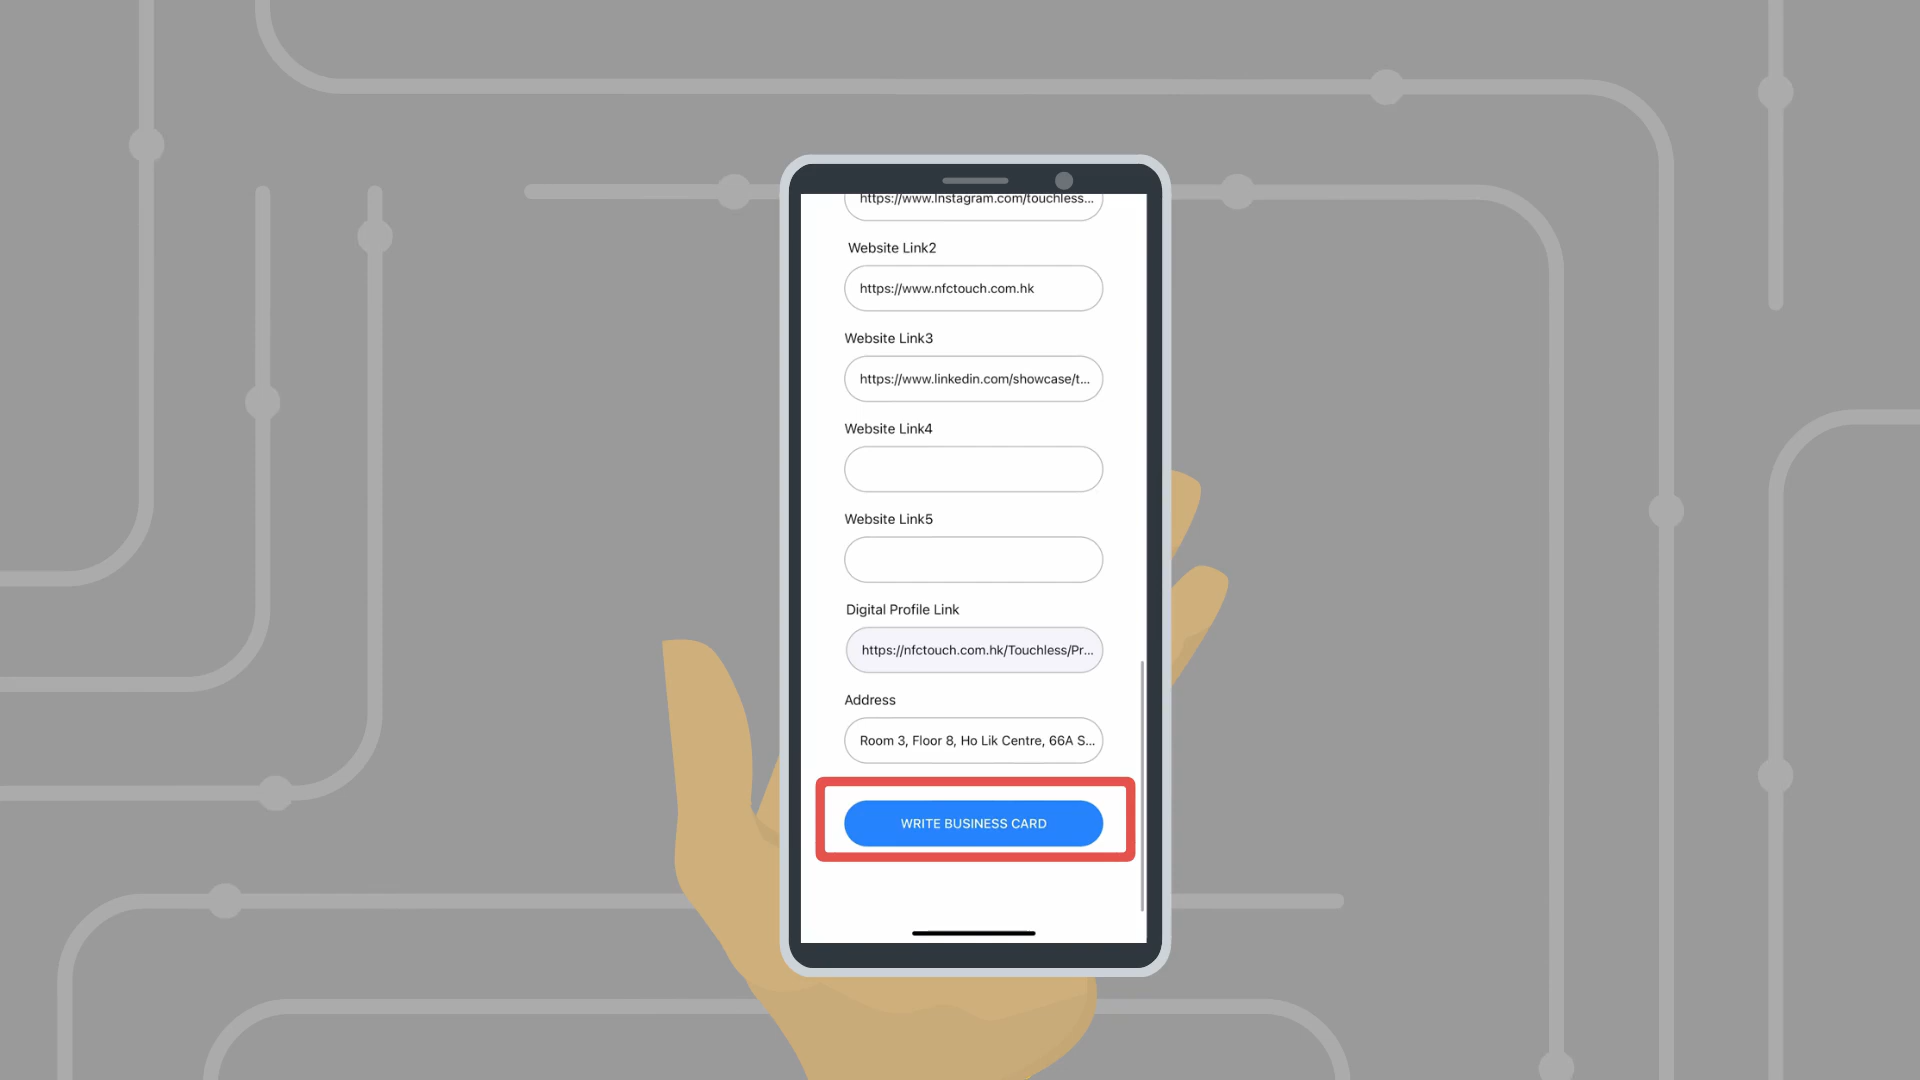 https://www.Instagram.com/touchless...
Website Link2
https://www.nfctouch.com.hk
Website Link3
https://www.linkedin.com/showcase/t...
Website Link4
Website Link5
Digital Profile Link
https://nfctouch.com.hk/Touchless/Pr...
Address
Room 3, Floor 8, Ho Lik Centre, 66A S...
WRITE BUSINESS CARD